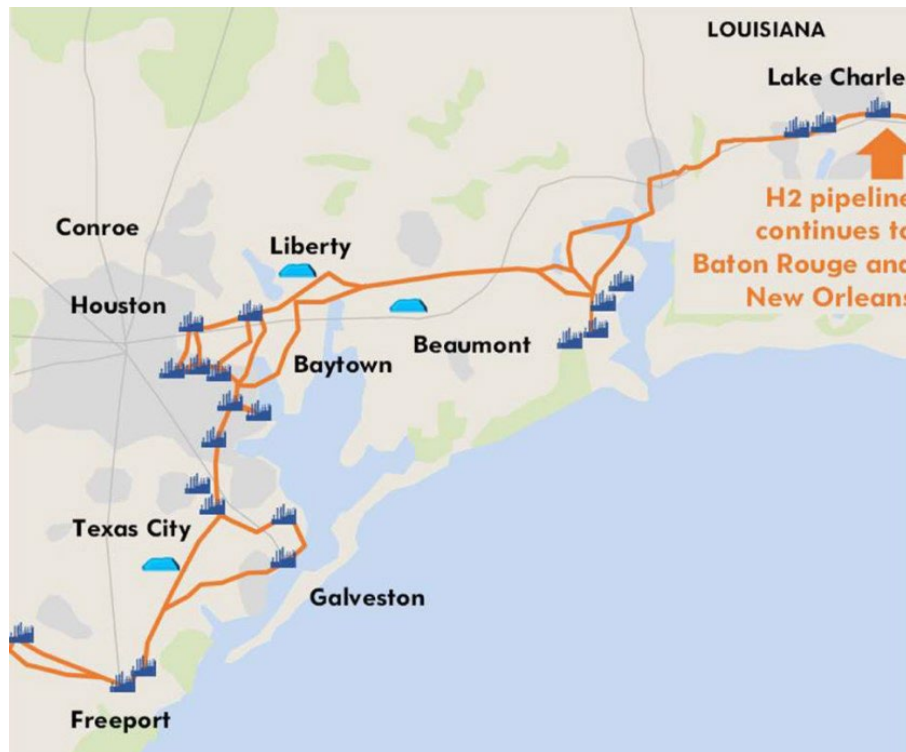 LOUISIANA
Lake Charle
H2 pipeline
continues to
Baton Rouge and
New Orleans
Conroe
Liberty
Houston
Baytown
Beaumont
Texas City
Galveston
Freeport